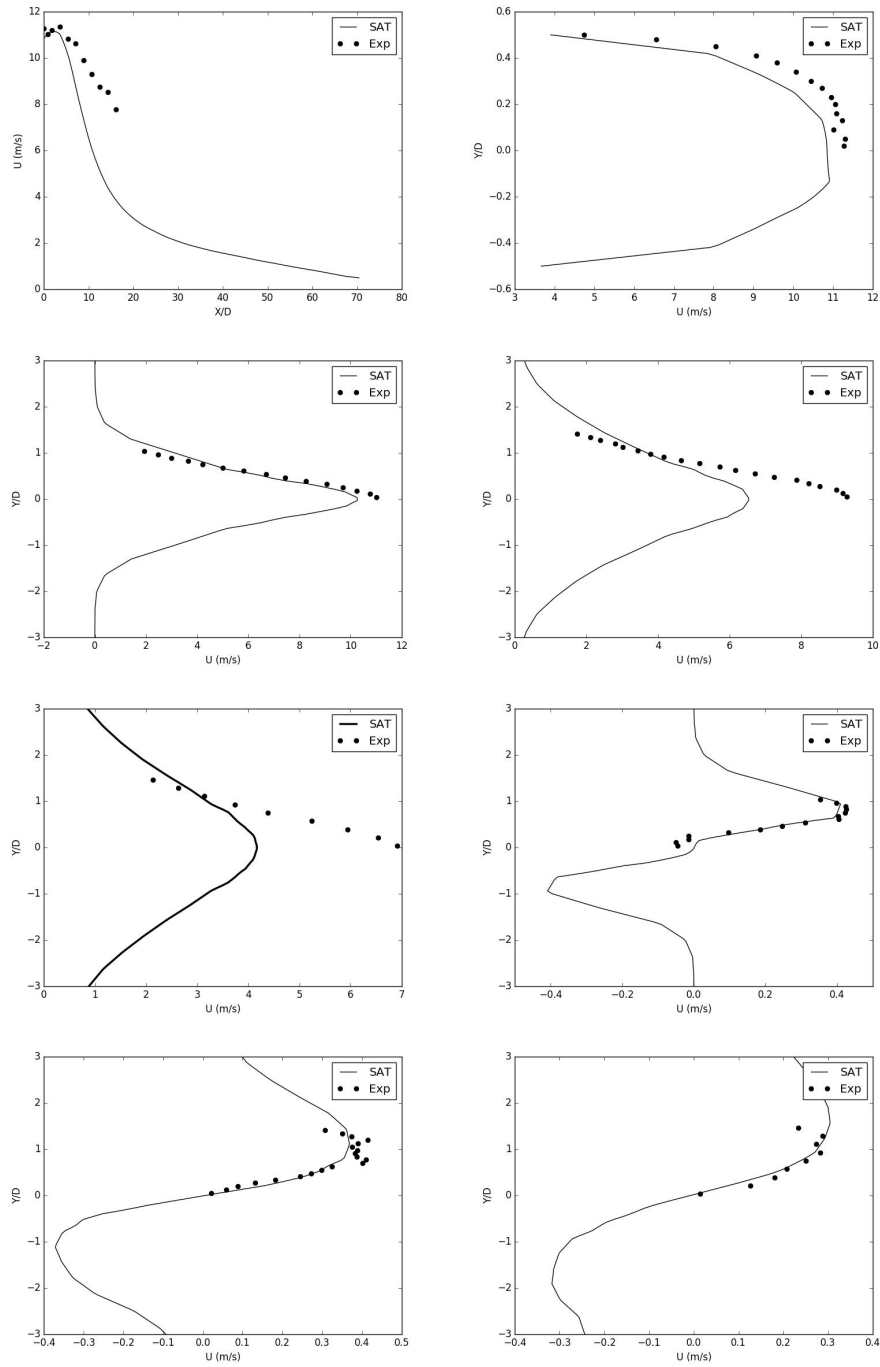 12
10
8
6
4
2
0
U (m/s)
0 10 20 30 40 50 60 70 80
X/D
SAT
Exp
0.6
0.4
0.2
0.0
−0.2
−0.4
−0.6
Y/D
3 4 5 6 7 8 9 10 11 12
U (m/s)
SAT
Exp
3
2
1
0
−1
−2
−3
Y/D
−2 0 2 4 6 8 10 12
U (m/s)
SAT
Exp
3
2
1
0
−1
−2
−3
Y/D
0 2 4 6 8 10
U (m/s)
SAT
Exp
3
2
1
0
−1
−2
−3
Y/D
0 1 2 3 4 5 6 7
U (m/s)
SAT
Exp
3
2
1
0
−1
−2
−3
Y/D
−0.4 −0.2 0.0 0.2 0.4
U (m/s)
SAT
Exp
3
2
1
0
−1
−2
−3
Y/D
−0.4 −0.3 −0.2 −0.1 0.0 0.1 0.2 0.3 0.4 0.5
U (m/s)
SAT
Exp
3
2
1
0
−1
−2
−3
Y/D
−0.4 −0.3 −0.2 −0.1 0.0 0.1 0.2 0.3 0.4
U (m/s)
SAT
Exp